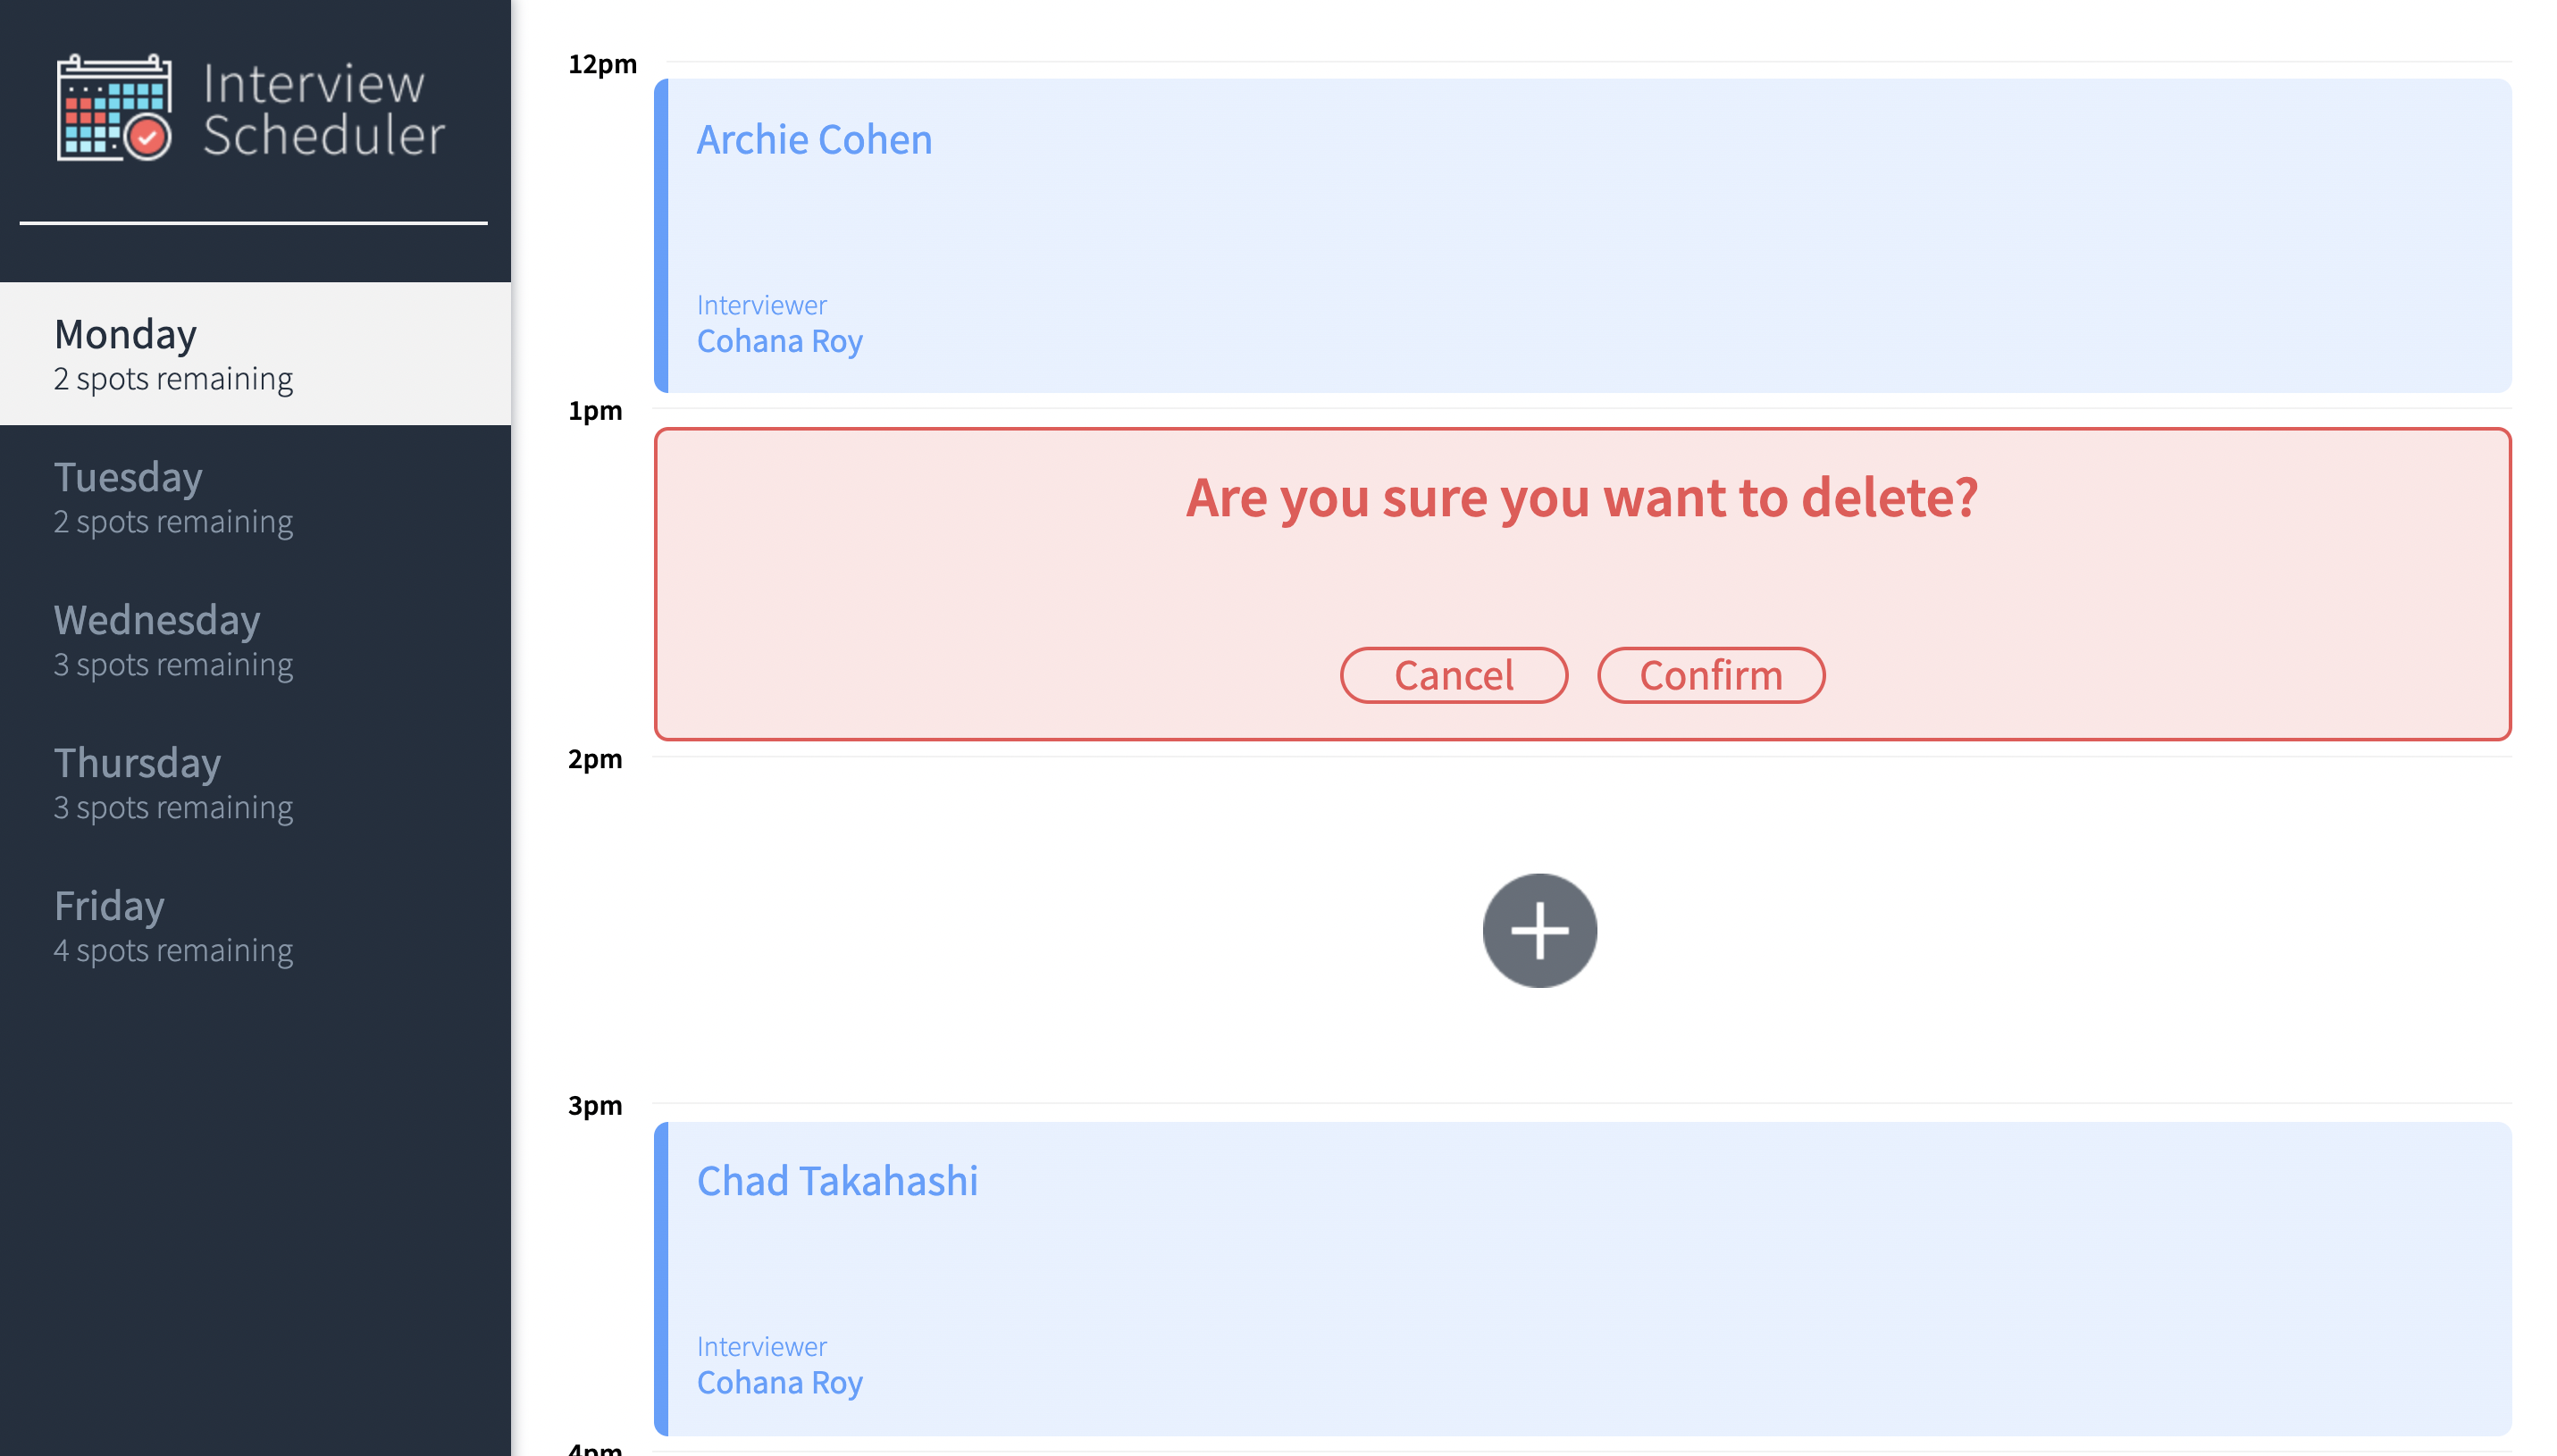 Interview
Scheduler
Monday
2 spots remaining
Tuesday
2 spots remaining
Wednesday
3 spots remaining
Thursday
3 spots remaining
Friday
4 spots remaining
12pm
Archie Cohen
Interviewer
Cohana Roy
1pm
Are you sure you want to delete?
Cancel
Confirm
2pm
3pm
Chad Takahashi
Interviewer
Cohana Roy
4pm